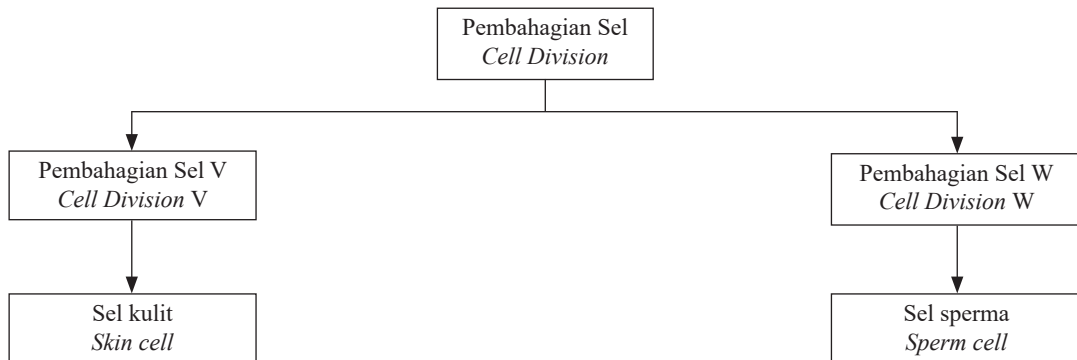 Pembahagian Sel
Cell Division
Pembahagian Sel V
Cell Division V
Pembahagian Sel W
Cell Division W
Sel kulit
Skin cell
Sel sperma
Sperm cell